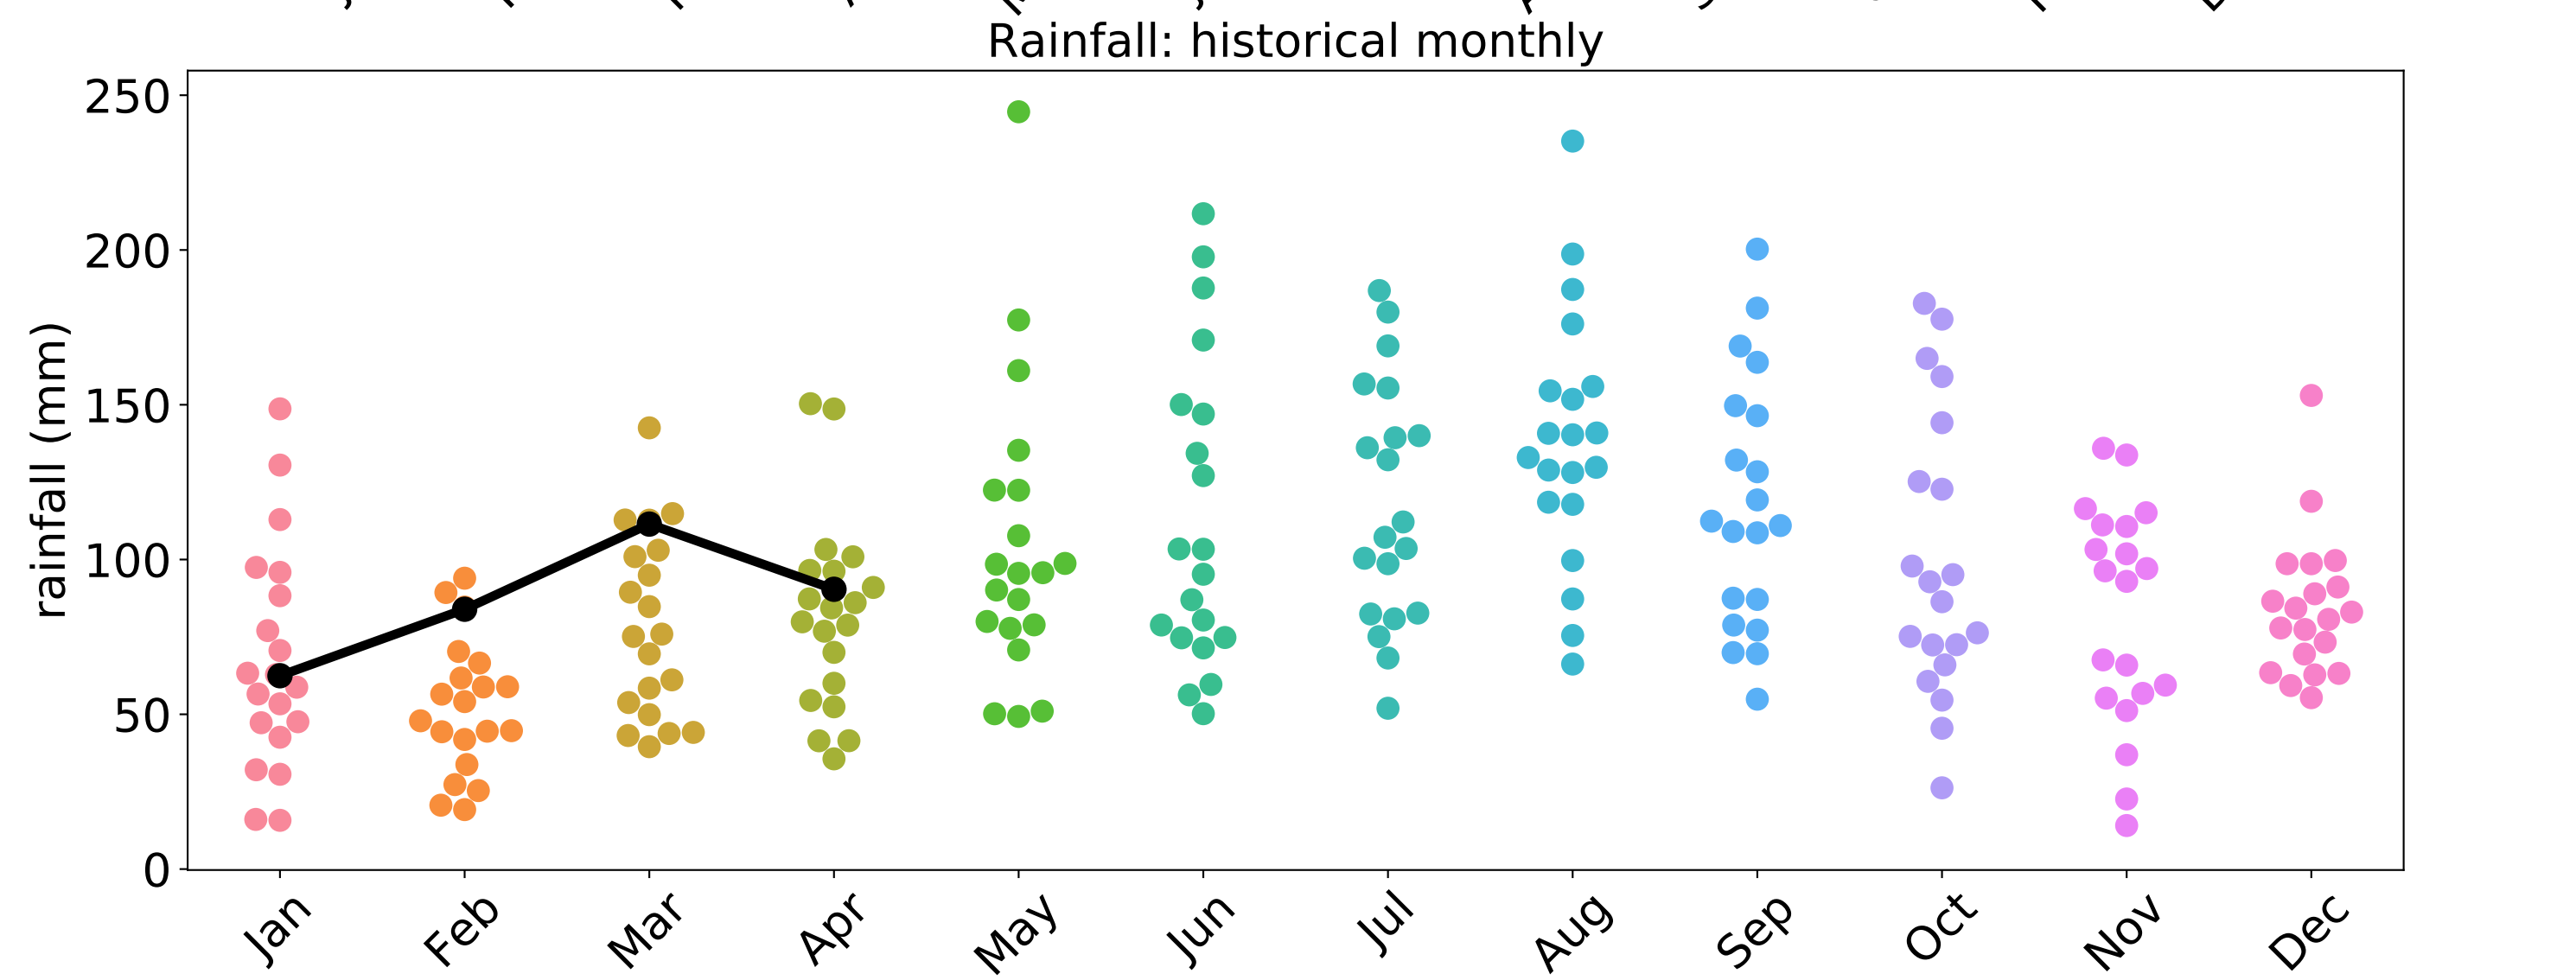 Rainfall: historical monthly
250
200
150
100
50
0
rainfall (mm)
Jan
Feb
Mar
Apr
May
Jun
Jul
Aug
Sep
Oct
Nov
Dec